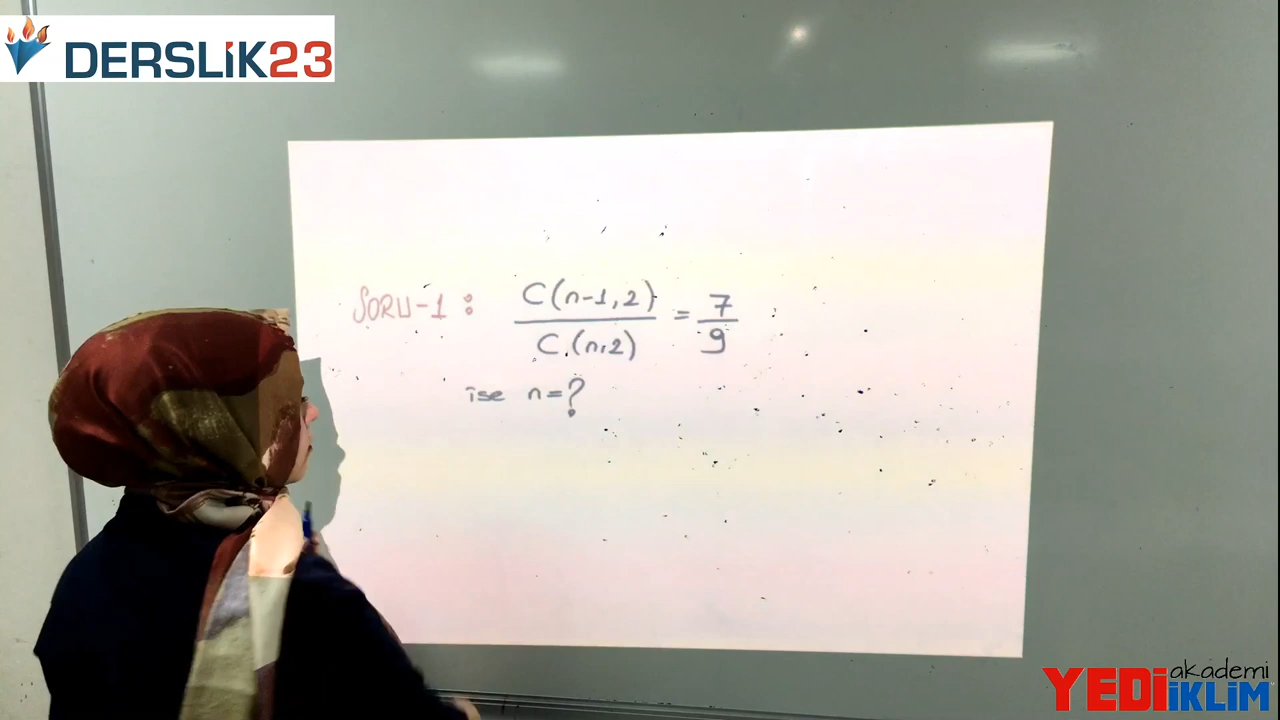 DERSLİK23
SORU-1 : C(n-1,2) / C(n,2) = 7/9
ise n=?
YEDİ akademi
İKLİM